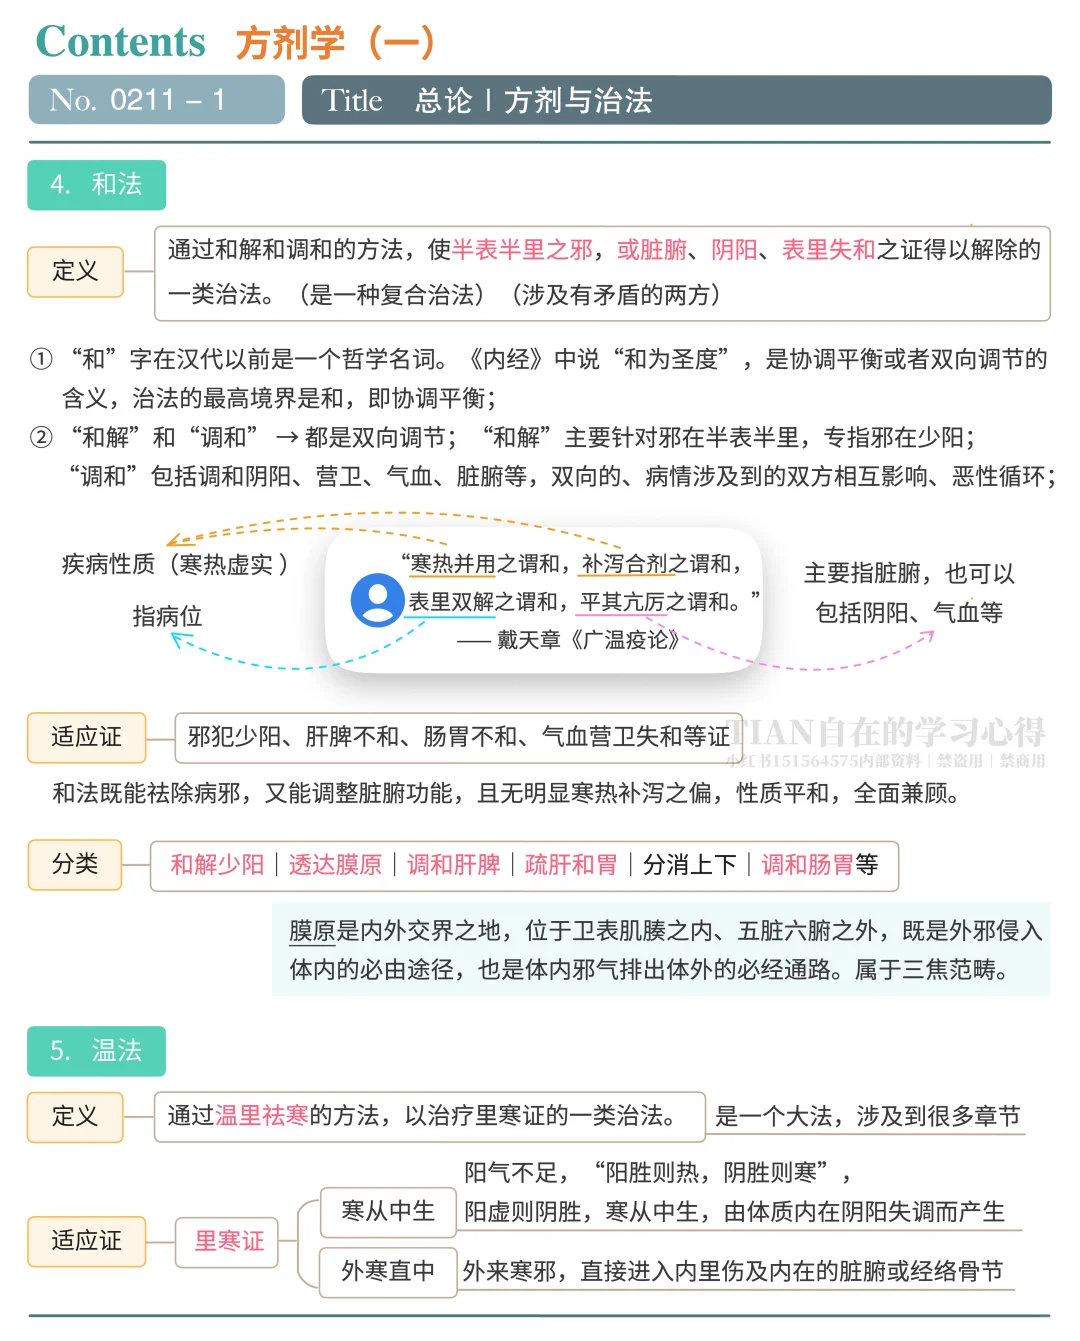 Contents 方剂学（一）
No. 0211 – 1
Title 总论 | 方剂与治法
4. 和法
定义
通过和解和调和的方法，使半表半里之邪，或脏腑、阴阳、表里失和之证得以解除的
一类治法。（是一种复合治法）（涉及有矛盾的两方）
① “和”字在汉代以前是一个哲学名词。《内经》中说“和为圣度”，是协调平衡或者双向调节的
含义，治法的最高境界是和，即协调平衡；
② “和解”和“调和” → 都是双向调节；“和解”主要针对邪在半表半里，专指邪在少阳；
“调和”包括调和阴阳、营卫、气血、脏腑等，双向的、病情涉及到的双方相互影响、恶性循环；
疾病性质（寒热虚实 ）
指病位
“寒热并用之谓和，补泻合剂之谓和，
表里双解之谓和，平其亢厉之谓和。”
—— 戴天章《广温疫论》
主要指脏腑，也可以
包括阴阳、气血等
适应证
邪犯少阳、肝脾不和、肠胃不和、气血营卫失和等证
TIAN自在的学习心得
小红书151564575内部资料｜禁盗用｜禁商用
和法既能祛除病邪，又能调整脏腑功能，且无明显寒热补泻之偏，性质平和，全面兼顾。
分类
和解少阳｜透达膜原｜调和肝脾｜疏肝和胃｜分消上下｜调和肠胃等
膜原是内外交界之地，位于卫表肌腠之内、五脏六腑之外，既是外邪侵入
体内的必由途径，也是体内邪气排出体外的必经通路。属于三焦范畴。
5. 温法
定义
通过温里祛寒的方法，以治疗里寒证的一类治法。
是一个大法，涉及到很多章节
适应证
里寒证
寒从中生
阳气不足，“阳胜则热，阴胜则寒”，
阳虚则阴胜，寒从中生，由体质内在阴阳失调而产生
外寒直中
外来寒邪，直接进入内里伤及内在的脏腑或经络骨节